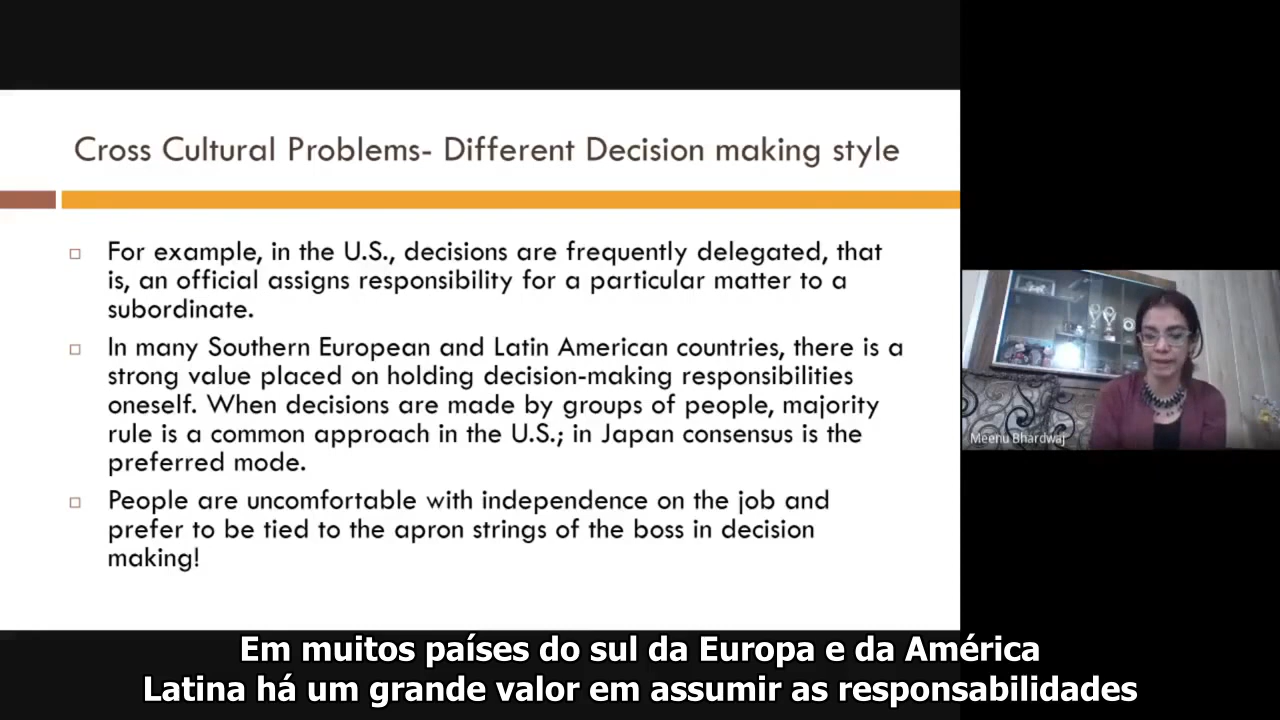 Cross Cultural Problems- Different Decision making style
For example, in the U.S., decisions are frequently delegated, that
is, an official assigns responsibility for a particular matter to a
subordinate.
In many Southern European and Latin American countries, there is a
strong value placed on holding decision-making responsibilities
oneself. When decisions are made by groups of people, majority
rule is a common approach in the U.S.; in Japan consensus is the
preferred mode.
People are uncomfortable with independence on the job and
prefer to be tied to the apron strings of the boss in decision
making!
Meenu Bhardwaj
Em muitos países do sul da Europa e da América
Latina há um grande valor em assumir as responsabilidades